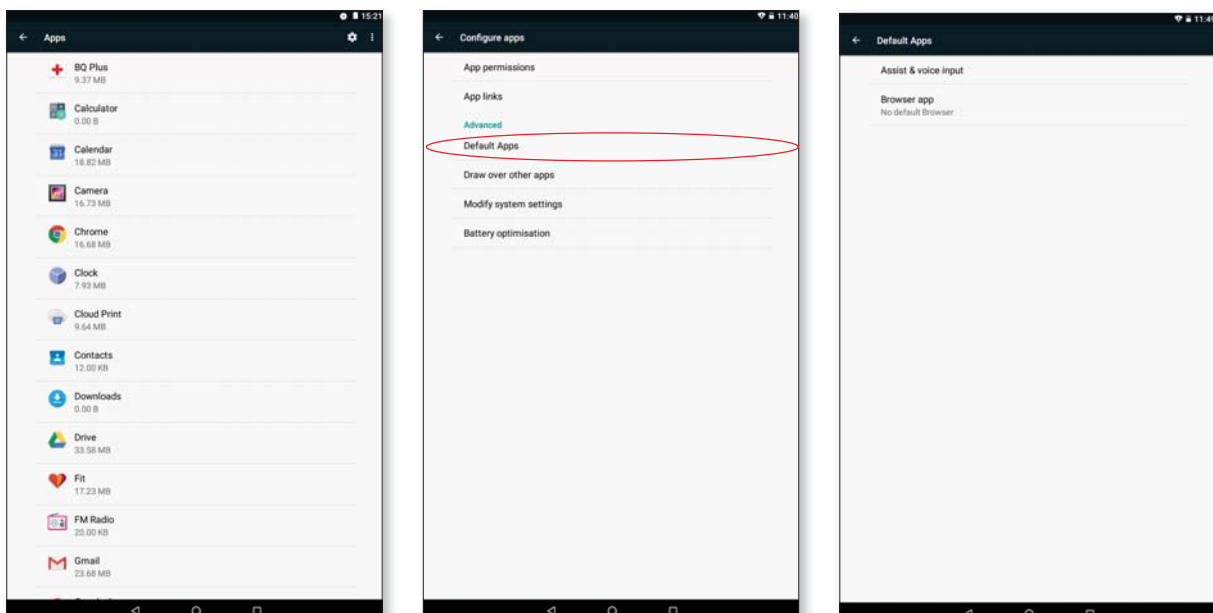 15:21
Apps
BQ Plus
9.37 MB
Calculator
0.00 B
31
Calendar
18.82 MB
Camera
16.73 MB
Chrome
16.68 MB
Clock
7.93 MB
Cloud Print
9.64 MB
Contacts
12.00 KB
Downloads
0.00 B
Drive
33.58 MB
Fit
17.23 MB
FM Radio
20.00 KB
Gmail
23.68 MB
11:40
Configure apps
App permissions
App links
Advanced
Default Apps
Draw over other apps
Modify system settings
Battery optimisation
Default Apps
Assist & voice input
Browser app
No default Browser